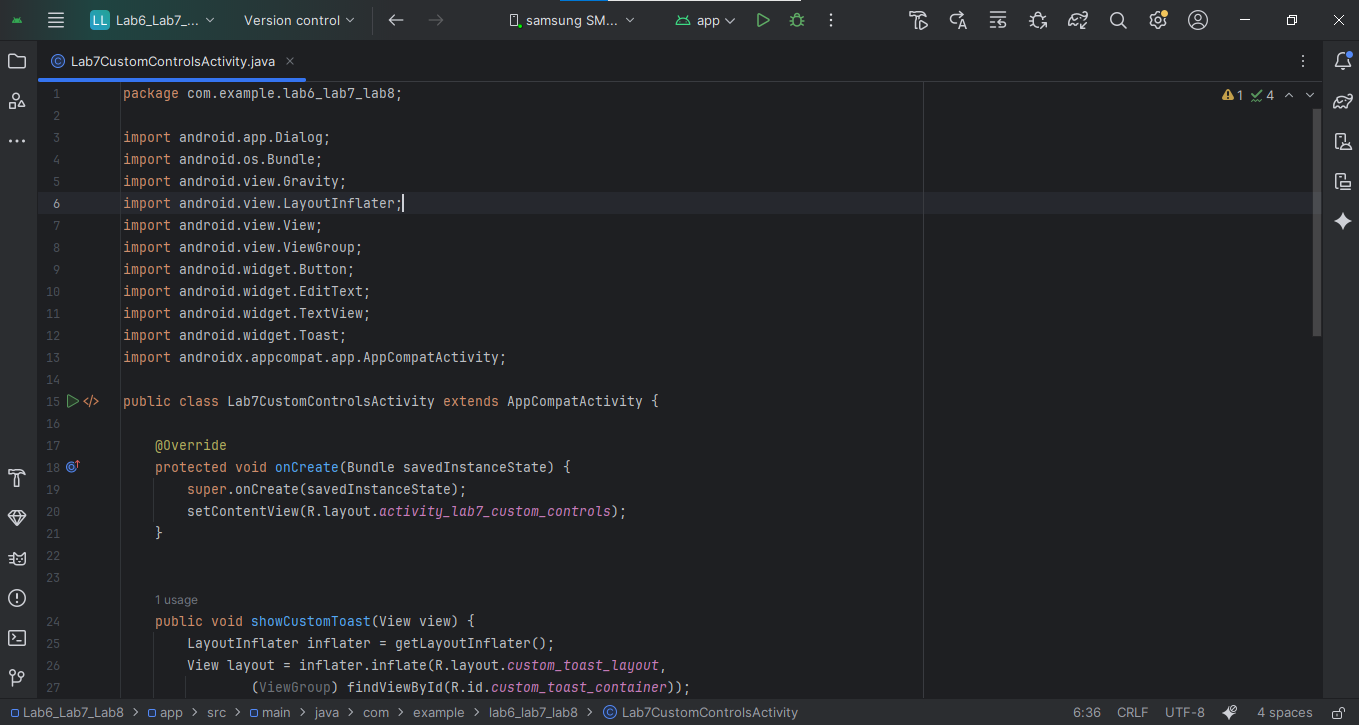 LL Lab6_Lab7_... Version control samsung SM... app
Lab7CustomControlsActivity.java
1 package com.example.lab6_lab7_lab8; 1 4
2
3 import android.app.Dialog;
4 import android.os.Bundle;
5 import android.view.Gravity;
6 import android.view.LayoutInflater;
7 import android.view.View;
8 import android.view.ViewGroup;
9 import android.widget.Button;
10 import android.widget.EditText;
11 import android.widget.TextView;
12 import android.widget.Toast;
13 import androidx.appcompat.app.AppCompatActivity;
14
15 public class Lab7CustomControlsActivity extends AppCompatActivity {
16
17 @Override
18 protected void onCreate(Bundle savedInstanceState) {
19 super.onCreate(savedInstanceState);
20 setContentView(R.layout.activity_lab7_custom_controls);
21 }
22
23
1 usage
24 public void showCustomToast(View view) {
25 LayoutInflater inflater = getLayoutInflater();
26 View layout = inflater.inflate(R.layout.custom_toast_layout,
27 (ViewGroup) findViewById(R.id.custom_toast_container));
Lab6_Lab7_Lab8 > app > src > main > java > com > example > lab6_lab7_lab8 > Lab7CustomControlsActivity 6:36 CRLF UTF-8 4 spaces